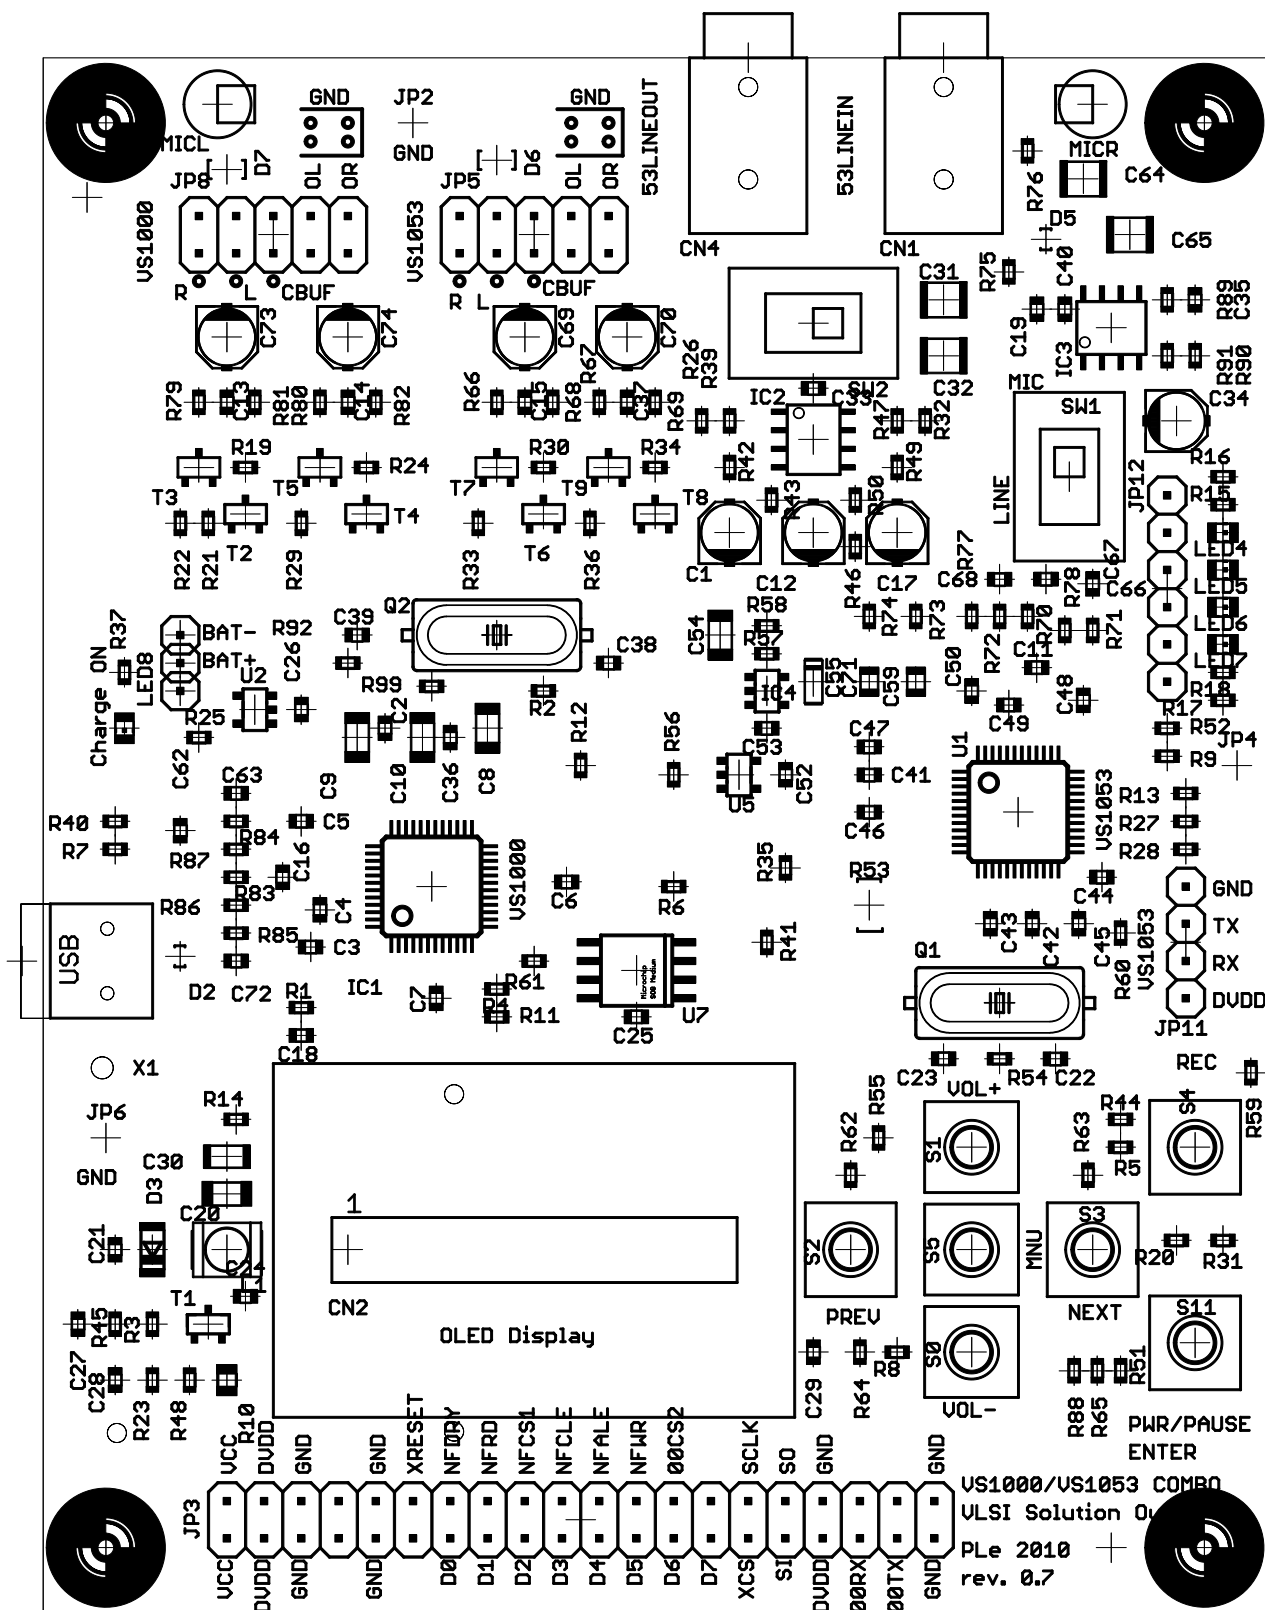 GND
JP2
GND
GND
53LINEOUT
53LINEIN
MICL
D7
OL
OR
D6
OL
OR
MICR
R76
C64
JP8
JP5
D5
C65
VS1000
VS1053
CN4
CN1
R75
C40
R
L
CBUF
R
L
CBUF
C31
C19
IC3
R89
C35
C73
C74
C69
C70
R67
R26
R39
C32
R91
R90
MIC
R79
C13
R81
R80
C14
R82
R66
C15
R68
C37
R69
IC2
C33
SW2
R47
R32
SW1
C34
R19
R24
R30
R34
R42
R49
R16
T3
T5
T7
T9
T8
R43
R50
LINE
JP12
R15
T2
T4
T6
R22
R21
R29
R33
R36
C1
C12
R46
C17
R77
C68
R78
C67
C66
LED4
LED5
LED6
LED7
Q2
R37
BAT-
BAT+
LED8
R92
C26
C39
C38
C54
R58
R57
R74
R73
R72
R70
R71
U2
R99
R2
IC4
C55
C71
C59
C50
C11
C49
C48
R18
R17
R52
Charge ON
R25
C2
R12
R56
C53
C47
U1
JP4
R9
C62
C63
C9
C10
C36
C8
U5
C52
C41
C46
VS1053
R13
R27
R28
R40
R7
C5
R84
R87
C16
R83
VS1000
C6
R6
R35
R53
C44
GND
TX
RX
DVDD
R86
R85
C4
C3
USB
D2
C72
IC1
C7
R61
R4
R11
Microchip
SO8 Medium
U7
C25
R41
C43
C42
C45
R60
VS1053
Q1
JP11
R1
C18
X1
C23
R54
C22
REC
JP6
GND
R14
R55
R62
VOL+
S1
R63
R44
R5
S4
R59
C30
D3
C20
C21
C24
L1
1
CN2
OLED Display
S2
S5
MNU
S3
R20
R31
T1
PREV
NEXT
S11
R45
R3
C27
C28
R23
R48
R10
C29
R64
R8
S0
VOL-
R88
R65
R51
PWR/PAUSE
ENTER
VCC
DVDD
GND
GND
XRESET
NFRDY
NFRD
NFCS1
NFCLE
NFALE
NFWR
00CS2
SCLK
SO
GND
GND
JP3
VCC
DVDD
GND
GND
D0
D1
D2
D3
D4
D5
D6
D7
XCS
SI
DVDD
00RX
00TX
GND
VS1000/VS1053 COMBO
VLSI Solution Oy
PLe 2010
rev. 0.7